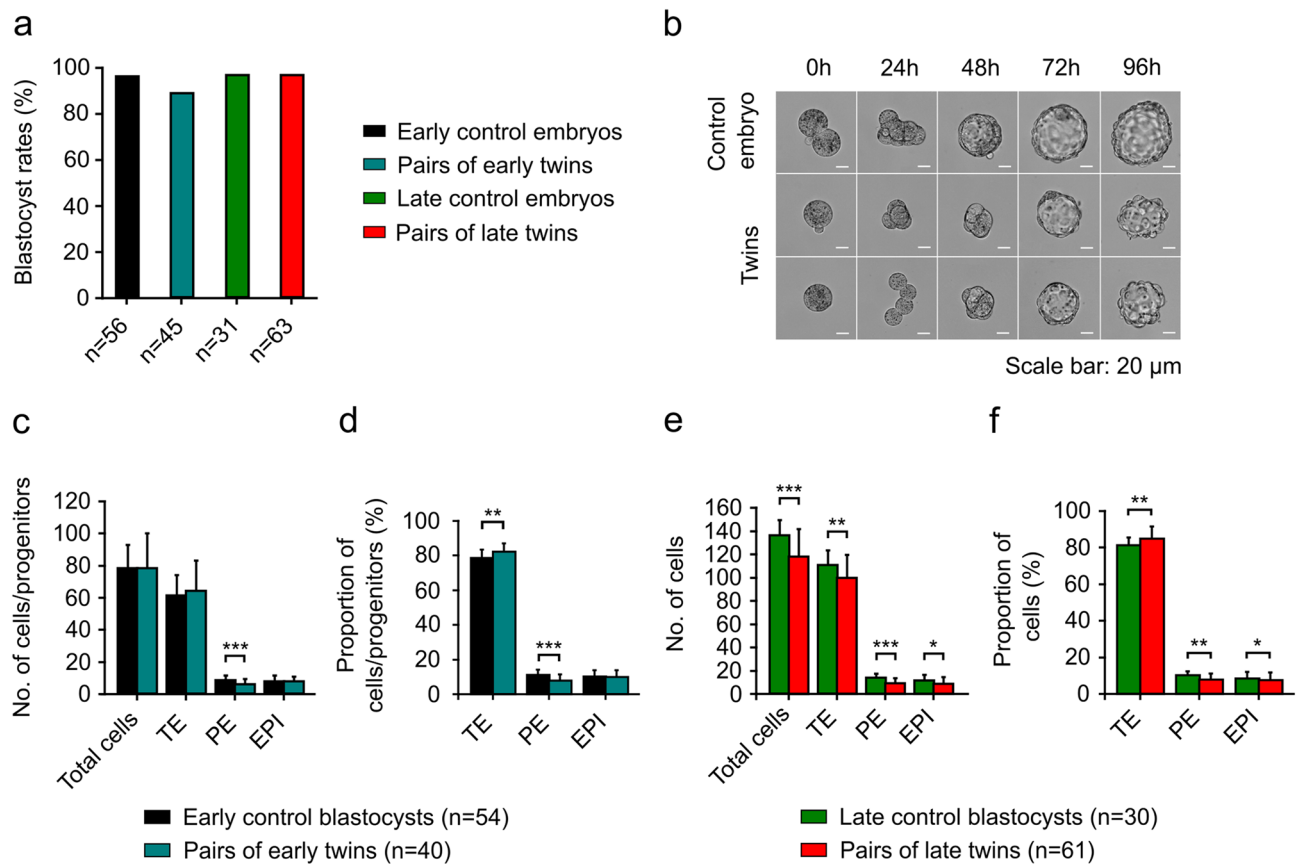 a
Blastocyst rates (%)
100
80
60
40
20
0
n=56
n=45
n=31
n=63
Early control embryos
Pairs of early twins
Late control embryos
Pairs of late twins
b
0h
24h
48h
72h
96h
Control
embryo
Twins
Scale bar: 20 µm
c
No. of cells/progenitors
120
100
80
60
40
20
0
***
Total cells
TE
PE
EPI
d
Proportion of
cells/progenitors (%)
100
80
60
40
20
0
**
***
TE
PE
EPI
Early control blastocysts (n=54)
Pairs of early twins (n=40)
e
No. of cells
160
140
120
100
80
60
40
20
0
***
**
***
*
Total cells
TE
PE
EPI
f
Proportion of
cells (%)
100
80
60
40
20
0
**
**
*
TE
PE
EPI
Late control blastocysts (n=30)
Pairs of late twins (n=61)